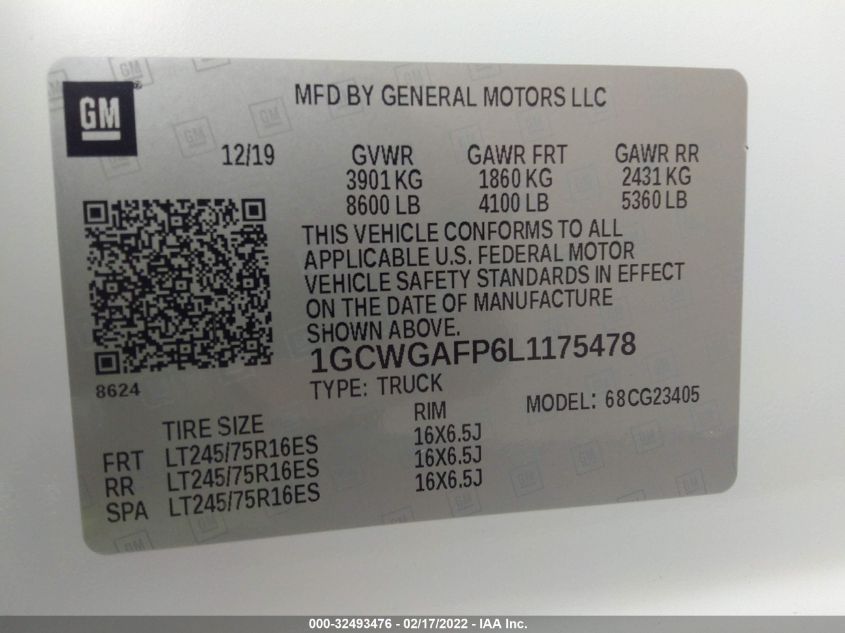 GM
MFD BY GENERAL MOTORS LLC
12/19 GVWR GAWR FRT GAWR RR
3901 KG 1860 KG 2431 KG
8600 LB 4100 LB 5360 LB
THIS VEHICLE CONFORMS TO ALL
APPLICABLE U.S. FEDERAL MOTOR
VEHICLE SAFETY STANDARDS IN EFFECT
ON THE DATE OF MANUFACTURE
SHOWN ABOVE.
1GCWGAFP6L1175478
8624
TYPE: TRUCK
MODEL: 68CG23405
TIRE SIZE RIM
FRT LT245/75R16ES 16X6.5J
RR LT245/75R16ES 16X6.5J
SPA LT245/75R16ES 16X6.5J
000-32493476 - 02/17/2022 - IAA Inc.